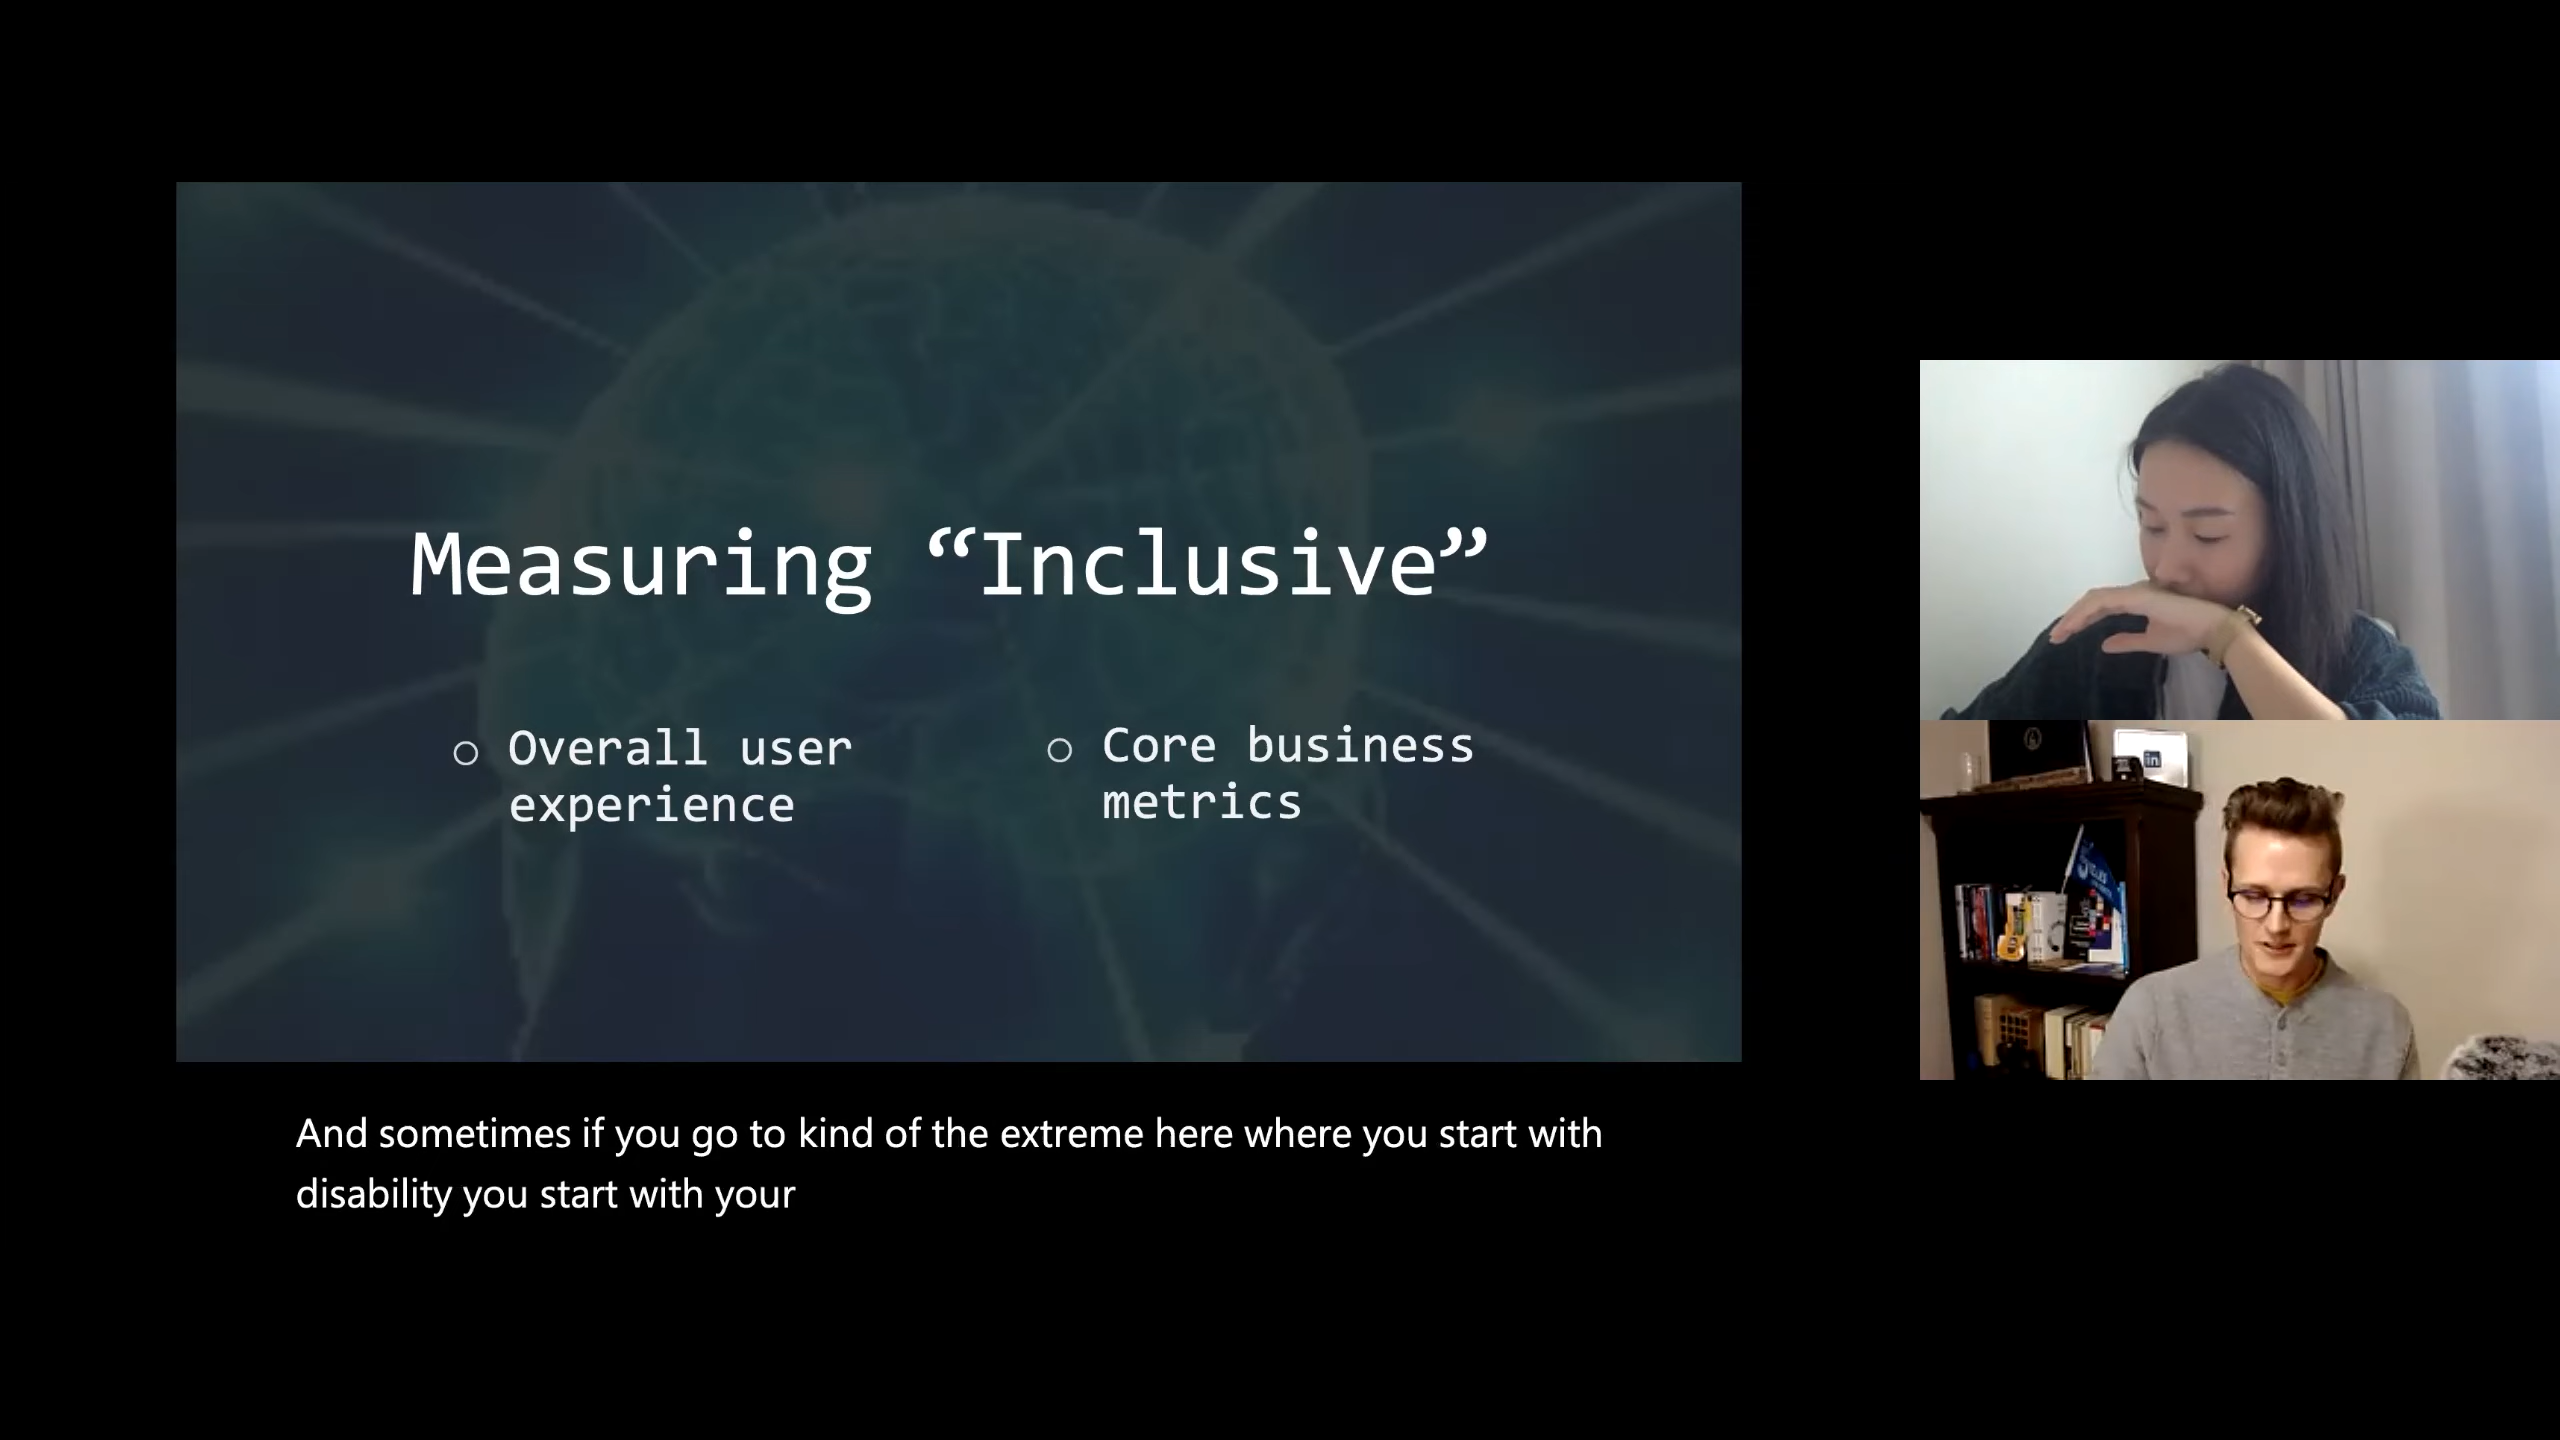 Measuring “Inclusive”
○ Overall user
experience
○ Core business
metrics
in
And sometimes if you go to kind of the extreme here where you start with
disability you start with your